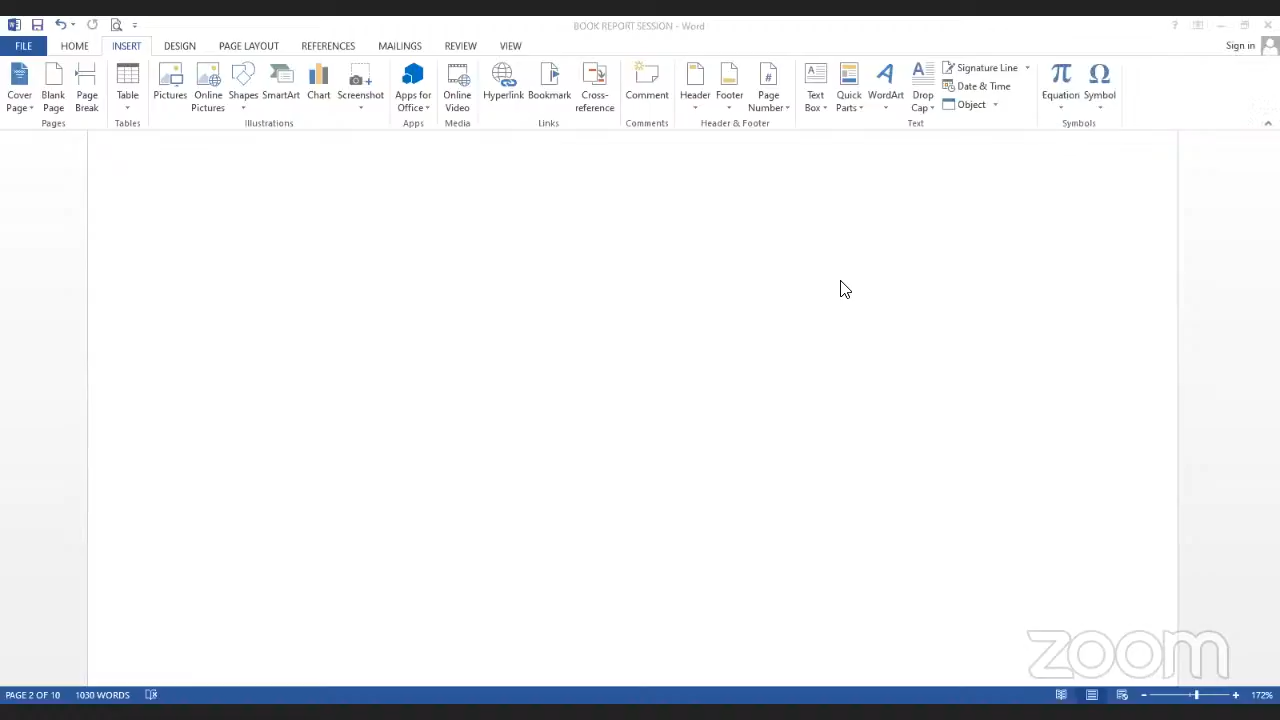 BOOK REPORT SESSION - Word
?
FILE HOME INSERT DESIGN PAGE LAYOUT REFERENCES MAILINGS REVIEW VIEW Sign in
Cover Page Blank Page Page Break Table Pictures Online Pictures Shapes SmartArt Chart Screenshot Apps for Office Online Video Hyperlink Bookmark Cross-reference Comment Header Footer Page Number Text Box Quick Parts WordArt Drop Cap Signature Line Date & Time Object Equation Symbol
Pages Tables Illustrations Apps Media Links Comments Header & Footer Text Symbols
zoom
PAGE 2 OF 10 1030 WORDS 172%